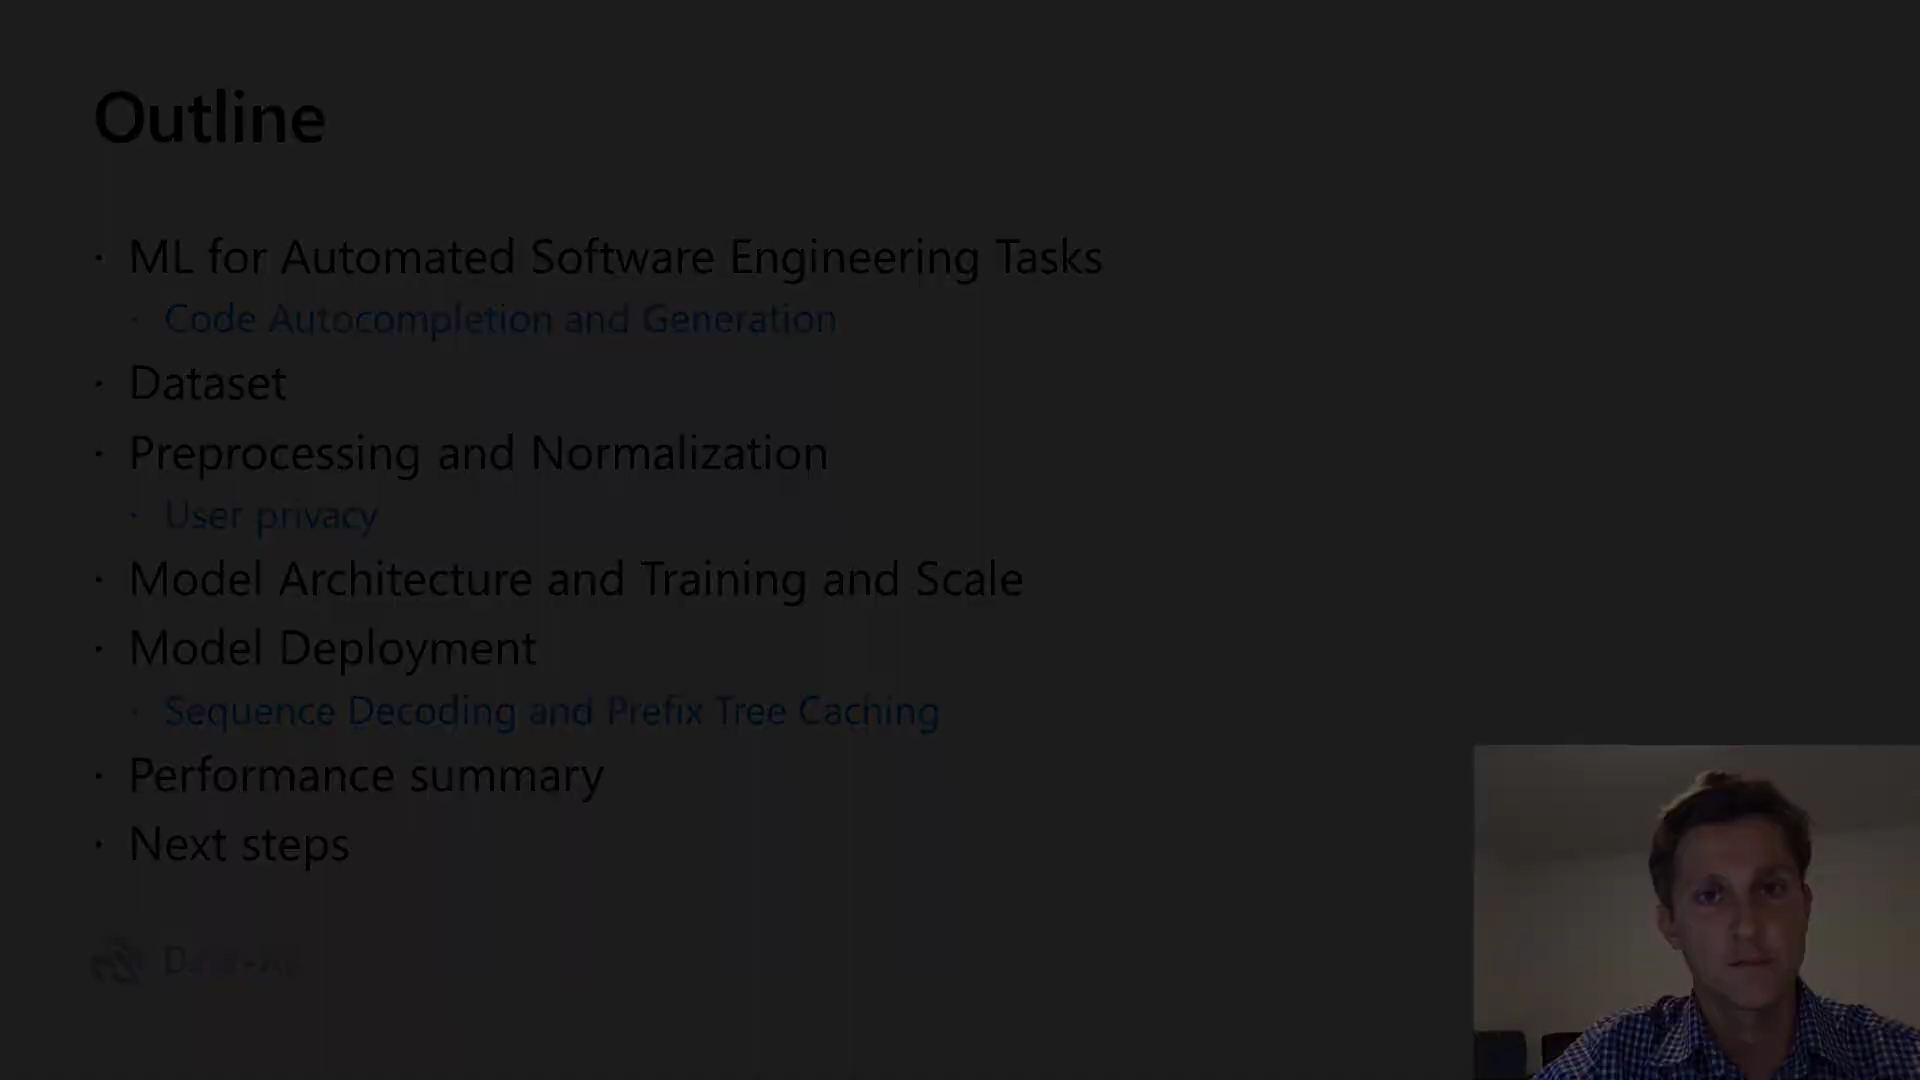 Outline
· ML for Automated Software Engineering Tasks
· Code Autocompletion and Generation
· Dataset
· Preprocessing and Normalization
· User privacy
· Model Architecture and Training and Scale
· Model Deployment
· Sequence Decoding and Prefix Tree Caching
· Performance summary
· Next steps